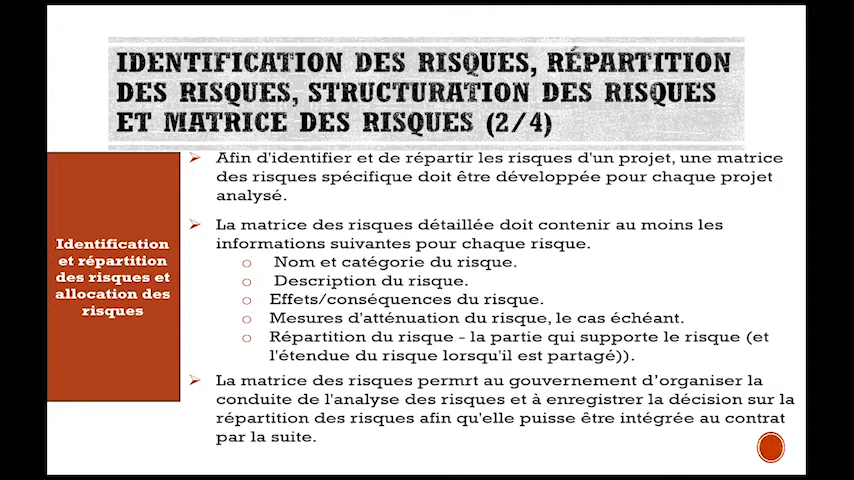 IDENTIFICATION DES RISQUES, RÉPARTITION
DES RISQUES, STRUCTURATION DES RISQUES
ET MATRICE DES RISQUES (2/4)
Identification
et répartition
des risques et
allocation des
risques
➢ Afin d'identifier et de répartir les risques d'un projet, une matrice
des risques spécifique doit être développée pour chaque projet
analysé.
➢ La matrice des risques détaillée doit contenir au moins les
informations suivantes pour chaque risque.
o Nom et catégorie du risque.
o Description du risque.
o Effets/conséquences du risque.
o Mesures d'atténuation du risque, le cas échéant.
o Répartition du risque - la partie qui supporte le risque (et
l'étendue du risque lorsqu'il est partagé)).
➢ La matrice des risques permrt au gouvernement d’organiser la
conduite de l'analyse des risques et à enregistrer la décision sur la
répartition des risques afin qu'elle puisse être intégrée au contrat
par la suite.